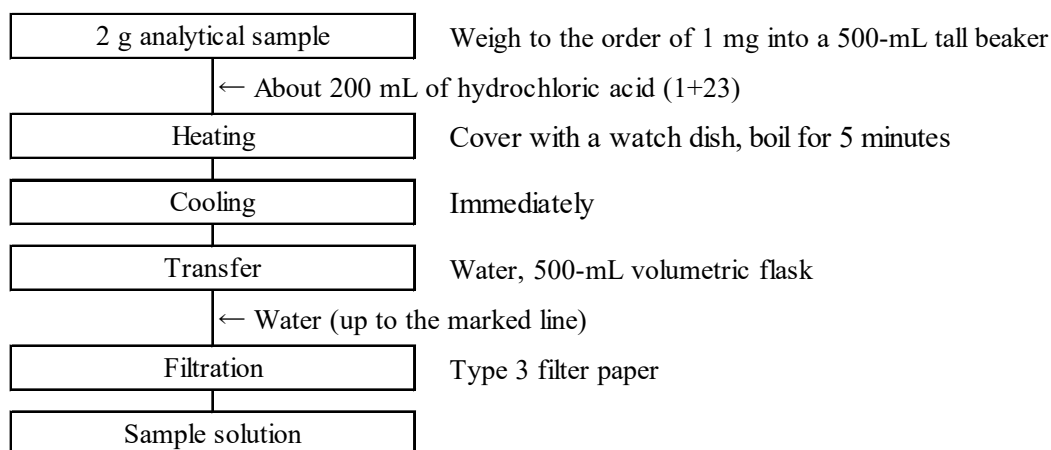 2 g analytical sample Weigh to the order of 1 mg into a 500-mL tall beaker
← About 200 mL of hydrochloric acid (1+23)
Heating Cover with a watch dish, boil for 5 minutes
Cooling Immediately
Transfer Water, 500-mL volumetric flask
← Water (up to the marked line)
Filtration Type 3 filter paper
Sample solution